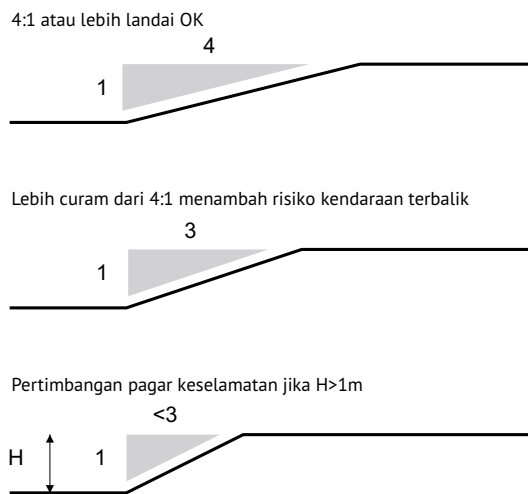 4:1 atau lebih landai OK
4
1
Lebih curam dari 4:1 menambah risiko kendaraan terbalik
3
1
Pertimbangan pagar keselamatan jika H>1m
<3
H 1